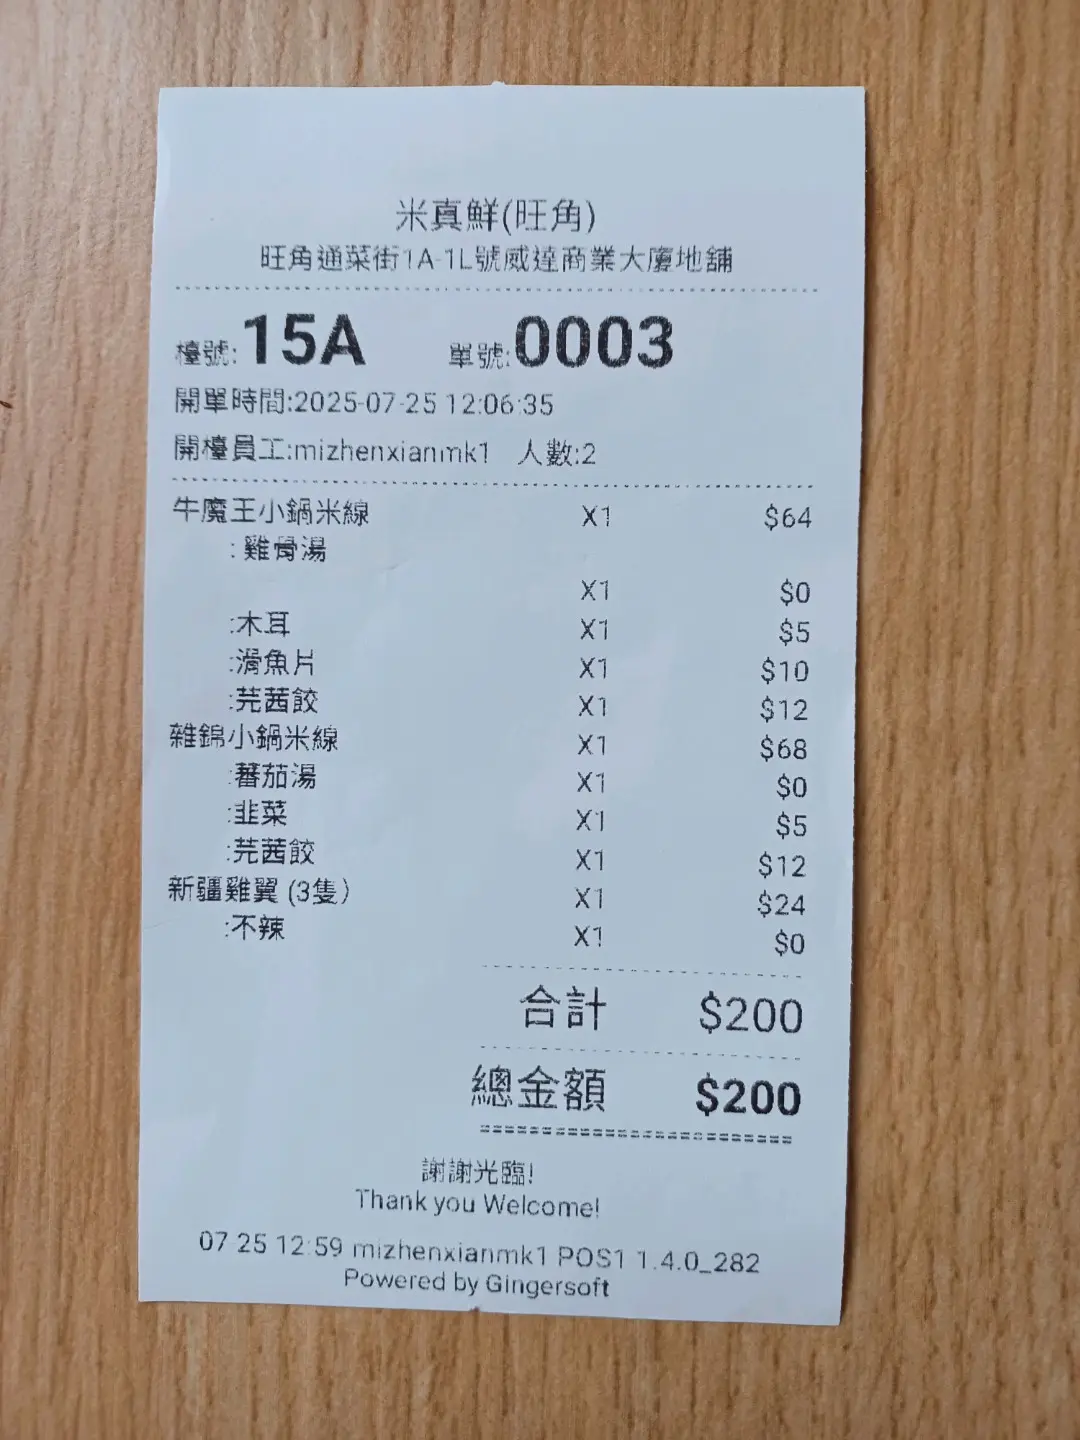 米真鮮(旺角)
旺角通菜街1A-1L號威達商業大廈地舖
檯號:15A 單號:0003
開單時間:2025-07-25 12:06:35
開檯員工:mizhenxianmk1 人數:2
牛魔王小鍋米線 X1 $64
:雞骨湯
X1 $0
:木耳 X1 $5
:滑魚片 X1 $10
:芫茜餃 X1 $12
雜錦小鍋米線 X1 $68
:蕃茄湯 X1 $0
:韭菜 X1 $5
:芫茜餃 X1 $12
新疆雞翼 (3隻) X1 $24
:不辣 X1 $0
合計 $200
總金額 $200
謝謝光臨!
Thank you Welcome!
07 25 12:59 mizhenxianmk1 POS1 1.4.0_282
Powered by Gingersoft